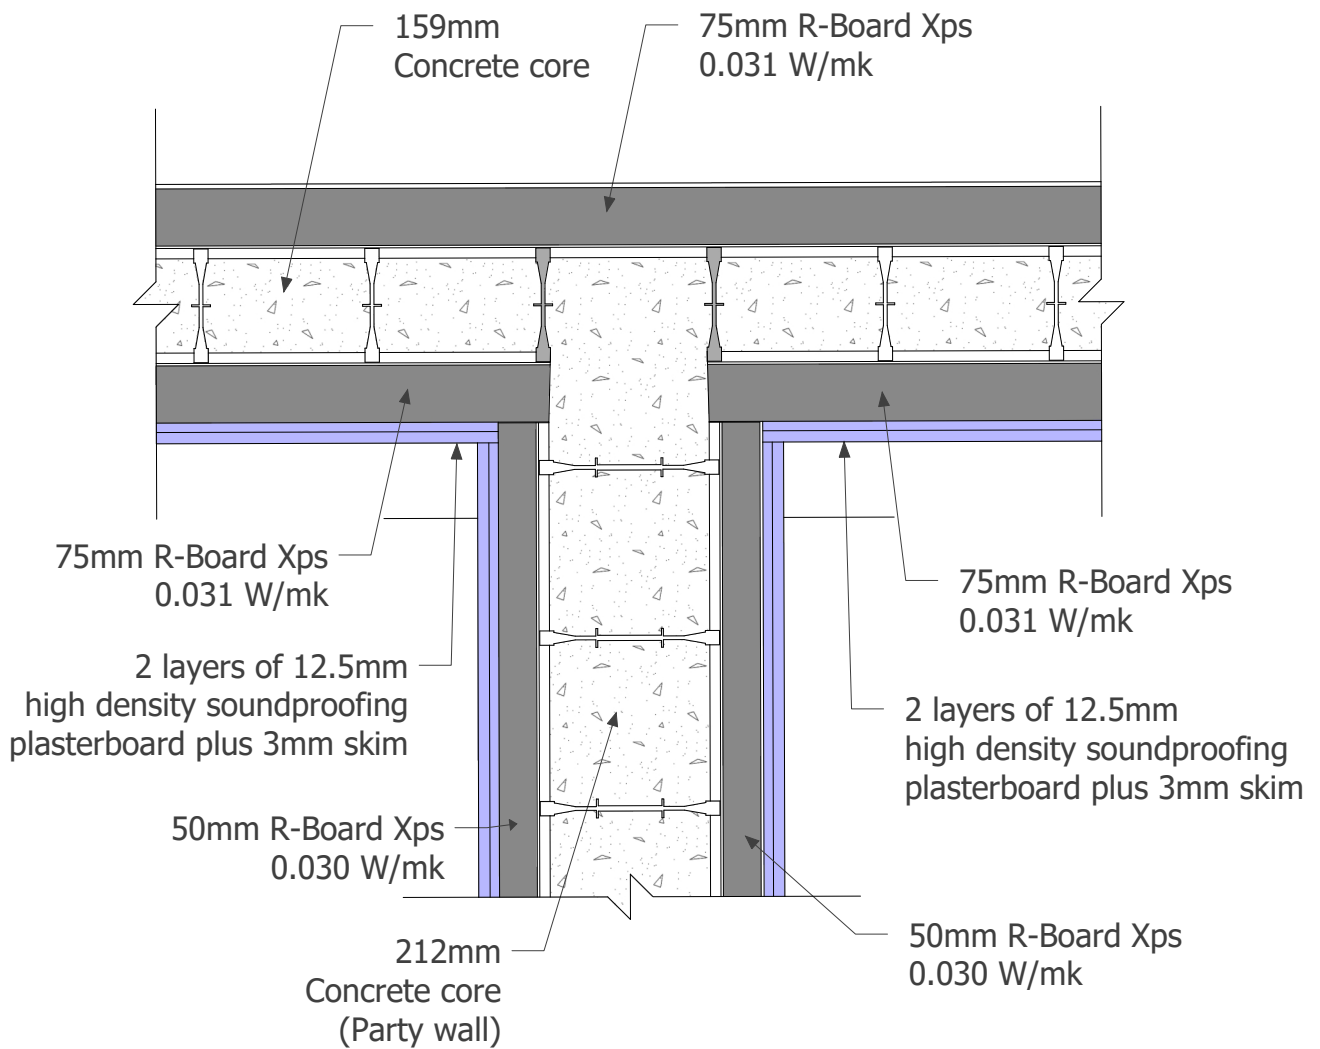 159mm
Concrete core
75mm R-Board Xps
0.031 W/mk
75mm R-Board Xps
0.031 W/mk
75mm R-Board Xps
0.031 W/mk
2 layers of 12.5mm
high density soundproofing
plasterboard plus 3mm skim
2 layers of 12.5mm
high density soundproofing
plasterboard plus 3mm skim
50mm R-Board Xps
0.030 W/mk
50mm R-Board Xps
0.030 W/mk
212mm
Concrete core
(Party wall)